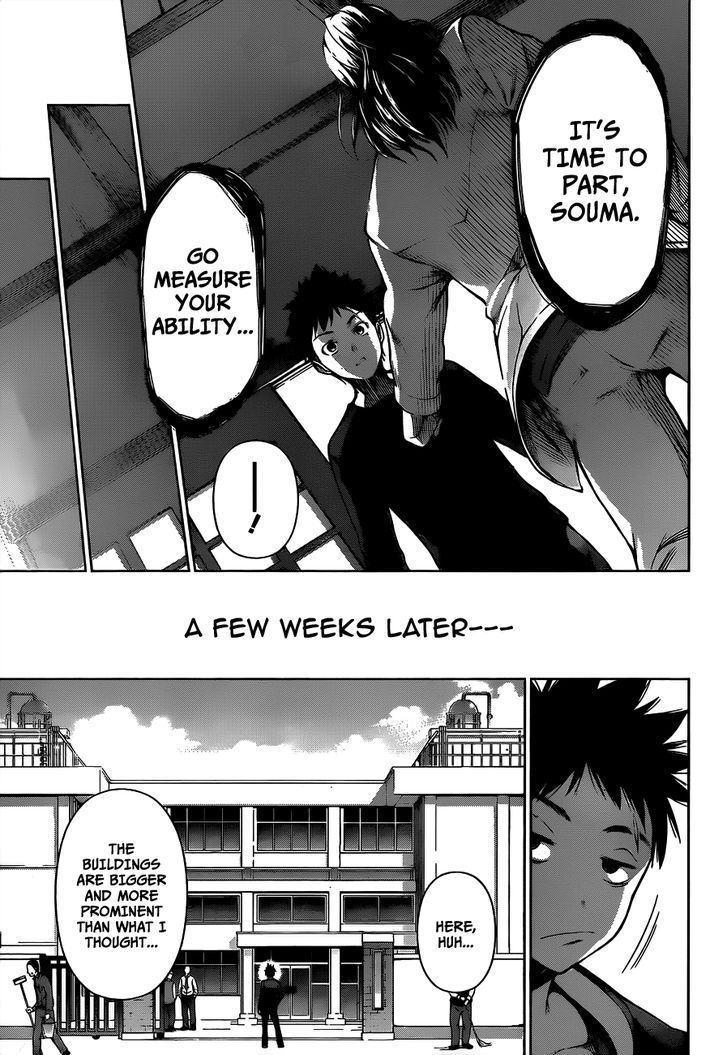 IT'S
TIME TO
PART,
SOUMA.
GO
MEASURE
YOUR
ABILITY...
!
A FEW WEEKS LATER---
HERE,
HUH...
THE
BUILDINGS
ARE BIGGER
AND MORE
PROMINENT
THAN WHAT I
THOUGHT...